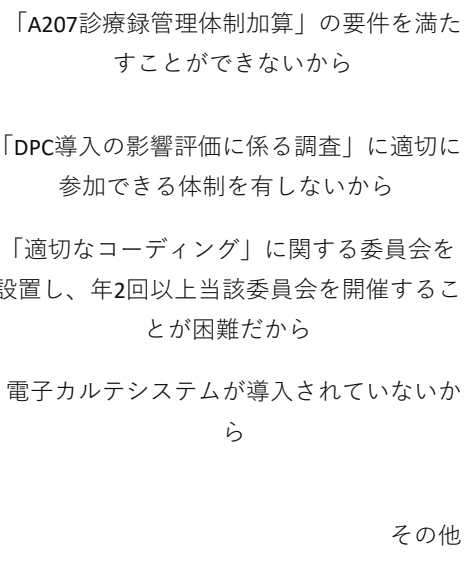 「A207診療録管理体制加算」の要件を満た
すことができないから
「DPC導入の影響評価に係る調査」に適切に
参加できる体制を有しないから
「適切なコーディング」に関する委員会を
設置し、年2回以上当該委員会を開催するこ
とが困難だから
電子カルテシステムが導入されていないか
ら
その他